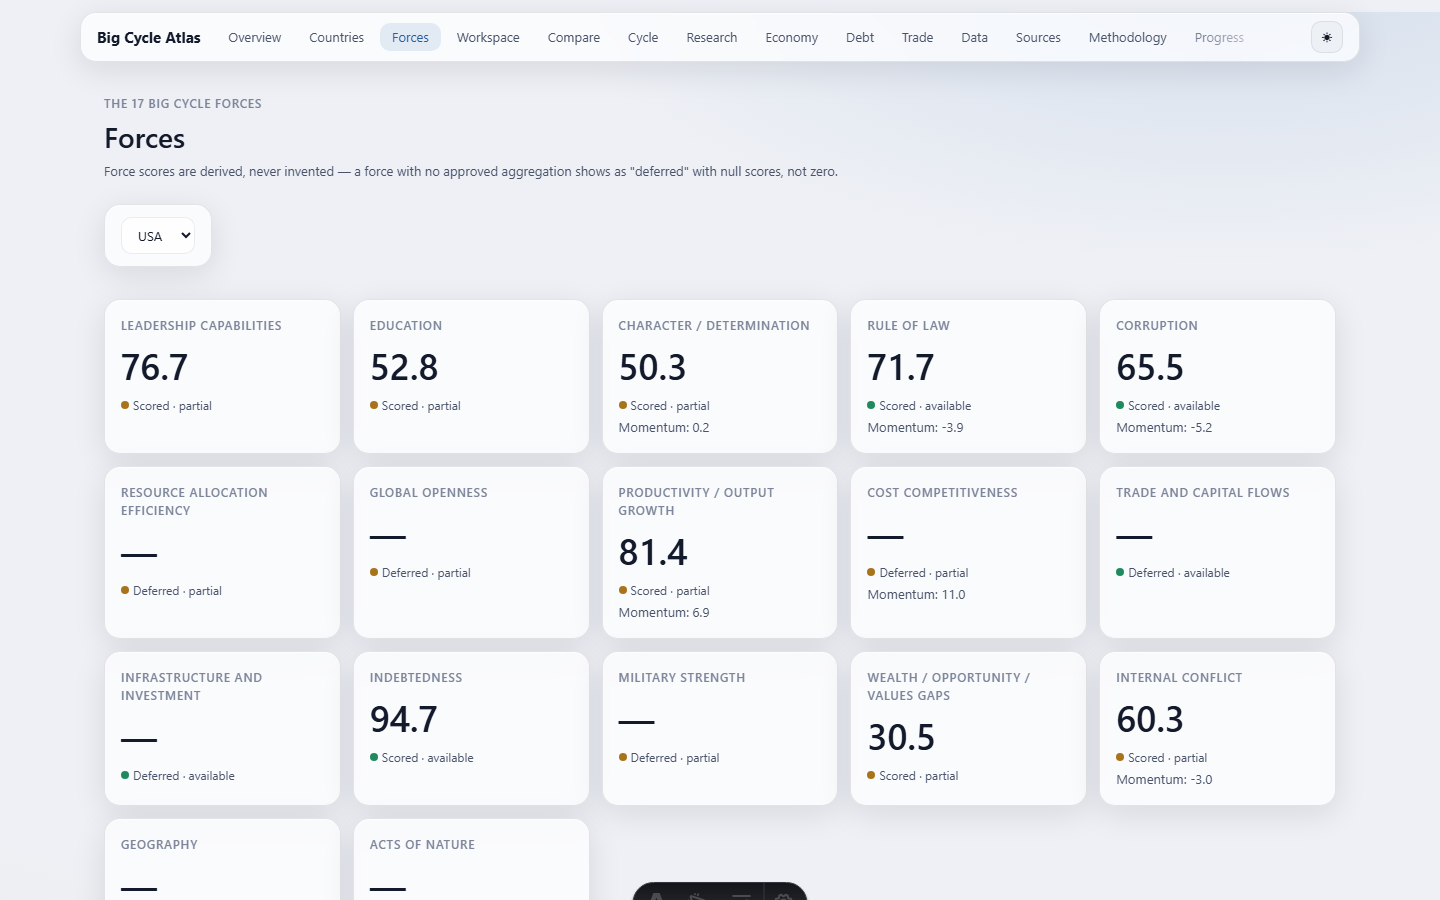 Big Cycle Atlas Overview Countries Forces Workspace Compare Cycle Research Economy Debt Trade Data Sources Methodology Progress
THE 17 BIG CYCLE FORCES
Forces
Force scores are derived, never invented — a force with no approved aggregation shows as "deferred" with null scores, not zero.
USA
LEADERSHIP CAPABILITIES
76.7
Scored · partial
EDUCATION
52.8
Scored · partial
CHARACTER / DETERMINATION
50.3
Scored · partial
Momentum: 0.2
RULE OF LAW
71.7
Scored · available
Momentum: -3.9
CORRUPTION
65.5
Scored · available
Momentum: -5.2
RESOURCE ALLOCATION
EFFICIENCY
—
Deferred · partial
GLOBAL OPENNESS
—
Deferred · partial
PRODUCTIVITY / OUTPUT
GROWTH
81.4
Scored · partial
Momentum: 6.9
COST COMPETITIVENESS
—
Deferred · partial
Momentum: 11.0
TRADE AND CAPITAL FLOWS
—
Deferred · available
INFRASTRUCTURE AND
INVESTMENT
—
Deferred · available
INDEBTEDNESS
94.7
Scored · available
MILITARY STRENGTH
—
Deferred · partial
WEALTH / OPPORTUNITY /
VALUES GAPS
30.5
Scored · partial
INTERNAL CONFLICT
60.3
Scored · partial
Momentum: -3.0
GEOGRAPHY
—
ACTS OF NATURE
—